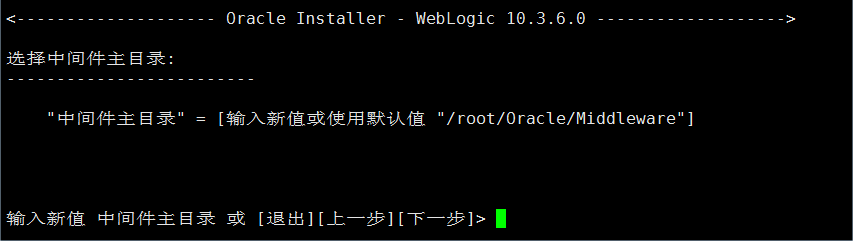 <-------------------- Oracle Installer - WebLogic 10.3.6.0 ------------------->
选择中间件主目录:
-------------------------
"中间件主目录" = [输入新值或使用默认值 "/root/Oracle/Middleware"]
输入新值 中间件主目录 或 [退出][上一步][下一步]>